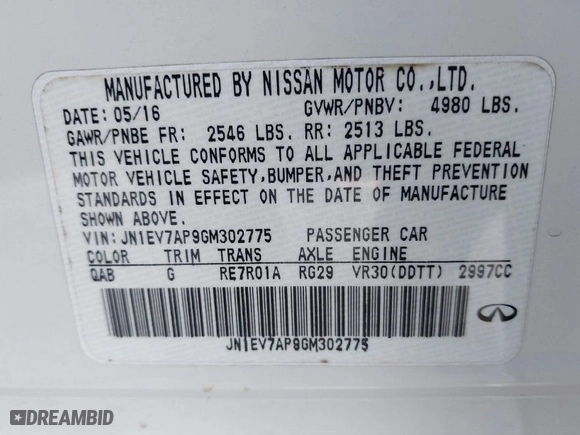 MANUFACTURED BY NISSAN MOTOR CO.,LTD.
DATE: 05/16 GVWR/PNBV: 4980 LBS.
GAWR/PNBE FR: 2546 LBS. RR: 2513 LBS.
THIS VEHICLE CONFORMS TO ALL APPLICABLE FEDERAL
MOTOR VEHICLE SAFETY,BUMPER,AND THEFT PREVENTION
STANDARDS IN EFFECT ON THE DATE OF MANUFACTURE
SHOWN ABOVE.
VIN: JN1EV7AP9GM302775 PASSENGER CAR
COLOR TRIM TRANS AXLE ENGINE
QAB G RE7R01A RG29 VR30(DDTT) 2997CC
JN1EV7AP9GM302775
DREAMBID